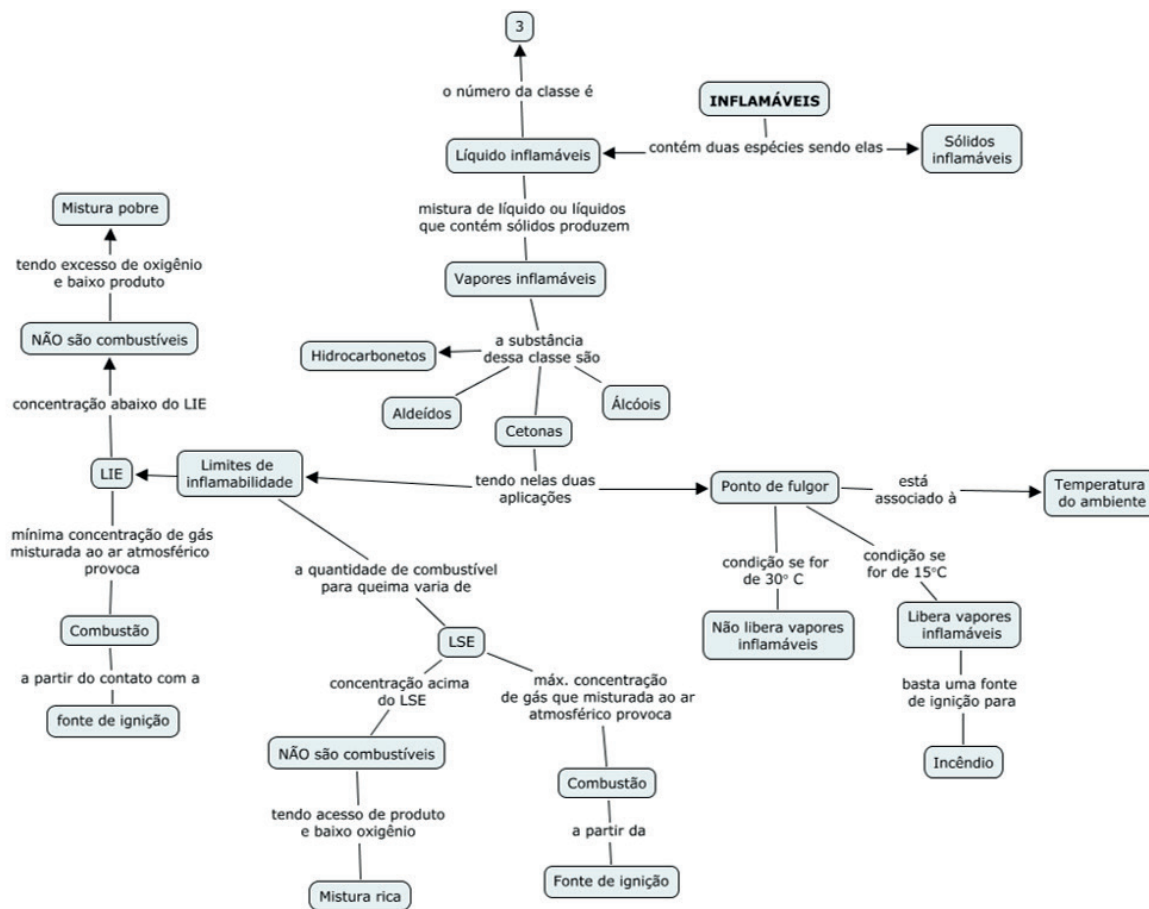 3
o número da classe é
INFLAMÁVEIS
Líquido inflamáveis
contém duas espécies sendo elas
Sólidos
inflamáveis
mistura de líquido ou líquidos
que contém sólidos produzem
Vapores inflamáveis
a substância
dessa classe são
Hidrocarbonetos
Aldeídos
Cetonas
Álcóois
tendo nelas duas
aplicações
Limites de
inflamabilidade
LIE
concentração abaixo do LIE
NÃO são combustíveis
tendo excesso de oxigênio
e baixo produto
Mistura pobre
mínima concentração de gás
misturada ao ar atmosférico
provoca
Combustão
a partir do contato com a
fonte de ignição
a quantidade de combustível
para queima varia de
LSE
concentração acima
do LSE
NÃO são combustíveis
tendo acesso de produto
e baixo oxigênio
Mistura rica
máx. concentração
de gás que misturada ao ar
atmosférico provoca
Combustão
a partir da
Fonte de ignição
Ponto de fulgor
está
associado à
Temperatura
do ambiente
condição se for
de 30° C
Não libera vapores
inflamáveis
condição se
for de 15°C
Libera vapores
inflamáveis
basta uma fonte
de ignição para
Incêndio